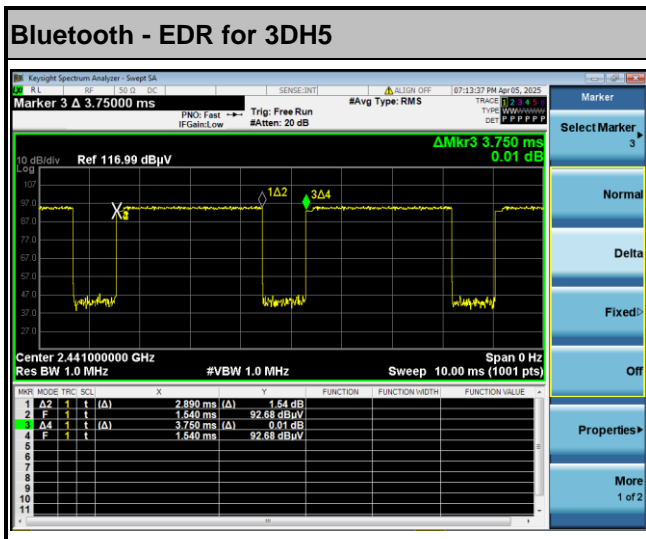 Bluetooth - EDR for 3DH5
Keysight Spectrum Analyzer - Swept SA
RL RF 50 Ω DC SENSE:INT ALIGN OFF 07:13:37 PM Apr 05, 2025
Marker 3 Δ 3.75000 ms
PNO: Fast
IFGain:Low
Trig: Free Run
#Atten: 20 dB
#Avg Type: RMS
TRACE 1 2 3 4 5 6
TYPE WWWWWW
DET P P P P P P
ΔMkr3 3.750 ms
0.01 dB
10 dB/div Ref 116.99 dBµV
Log
107
97.0
87.0
77.0
67.0
57.0
47.0
37.0
27.0
1Δ2
3Δ4
Center 2.441000000 GHz Span 0 Hz
Res BW 1.0 MHz #VBW 1.0 MHz Sweep 10.00 ms (1001 pts)
MKR MODE TRC SCL X Y FUNCTION FUNCTION WIDTH FUNCTION VALUE
1 Δ2 1 t (Δ) 2.890 ms (Δ) 1.54 dB
2 F 1 t 1.540 ms 92.68 dBµV
3 Δ4 1 t (Δ) 3.750 ms (Δ) 0.01 dB
4 F 1 t 1.540 ms 92.68 dBµV
5
6
7
8
9
10
11
Marker
Select Marker
3
Normal
Delta
Fixed
Off
Properties
More
1 of 2